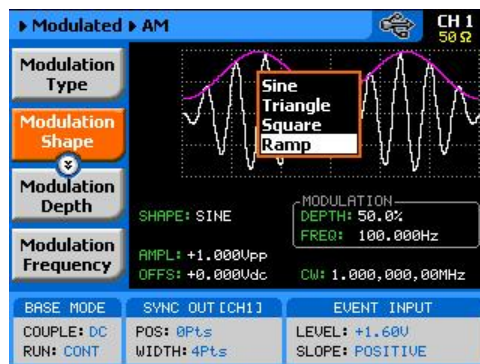 Modulated ▸ AM
CH 1
50 Ω
Modulation
Type
Modulation
Shape
Modulation
Depth
Modulation
Frequency
Sine
Triangle
Square
Ramp
SHAPE: SINE
AMPL: +1.000Vpp
OFFS: +0.000Vdc
MODULATION
DEPTH: 50.0%
FREQ: 100.000Hz
CW: 1.000,000,00MHz
BASE MODE
COUPLE: DC
RUN: CONT
SYNC OUT [CH1]
POS: 0Pts
WIDTH: 4Pts
EVENT INPUT
LEVEL: +1.60V
SLOPE: POSITIVE